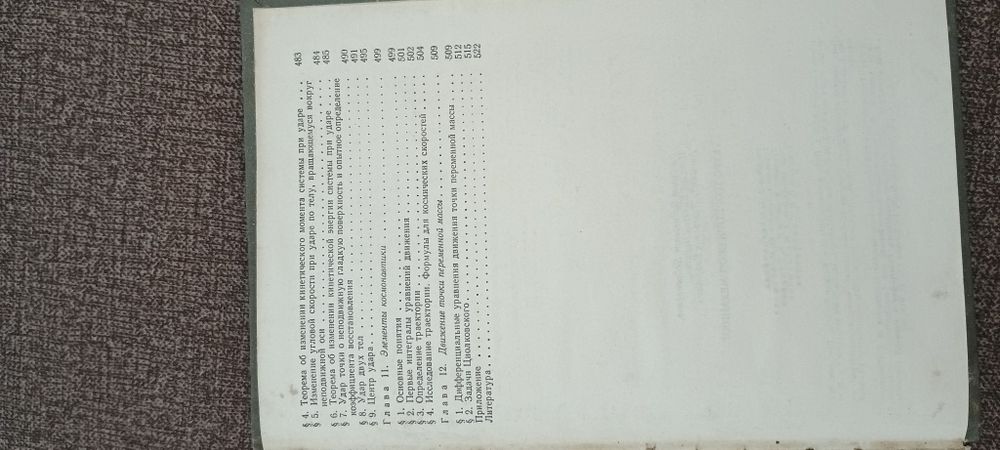 § 4. Теорема об изменении кинетического момента системы при ударе . . . 483
§ 5. Изменение угловой скорости при ударе по телу, вращающемуся вокруг
неподвижной оси . . . . . . . . . . . . . . . . . . . . . 484
§ 6. Теорема об изменении кинетической энергии системы при ударе . . . . 485
§ 7. Удар точки о неподвижную гладкую поверхность и опытное определение
коэффициента восстановления . . . . . . . . . . . . . . . . . . 490
§ 8. Удар двух тел . . . . . . . . . . . . . . . . . . . . . . . 491
§ 9. Центр удара . . . . . . . . . . . . . . . . . . . . . . . . 495
Глава 11. Элементы космонавтики . . . . . . . . . . . . . . . . 499
§ 1. Основные понятия . . . . . . . . . . . . . . . . . . . . . . 499
§ 2. Первые интегралы уравнений движения . . . . . . . . . . . . . 501
§ 3. Определение траектории . . . . . . . . . . . . . . . . . . . 502
§ 4. Исследование траектории. Формулы для космических скоростей . . . . 504
Глава 12. Движение точки переменной массы . . . . . . . . . . . . 509
§ 1. Дифференциальные уравнения движения точки переменной массы . . . 509
§ 2. Задача Циолковского . . . . . . . . . . . . . . . . . . . . . 512
Приложение . . . . . . . . . . . . . . . . . . . . . . . . . . 515
Литература . . . . . . . . . . . . . . . . . . . . . . . . . . 522